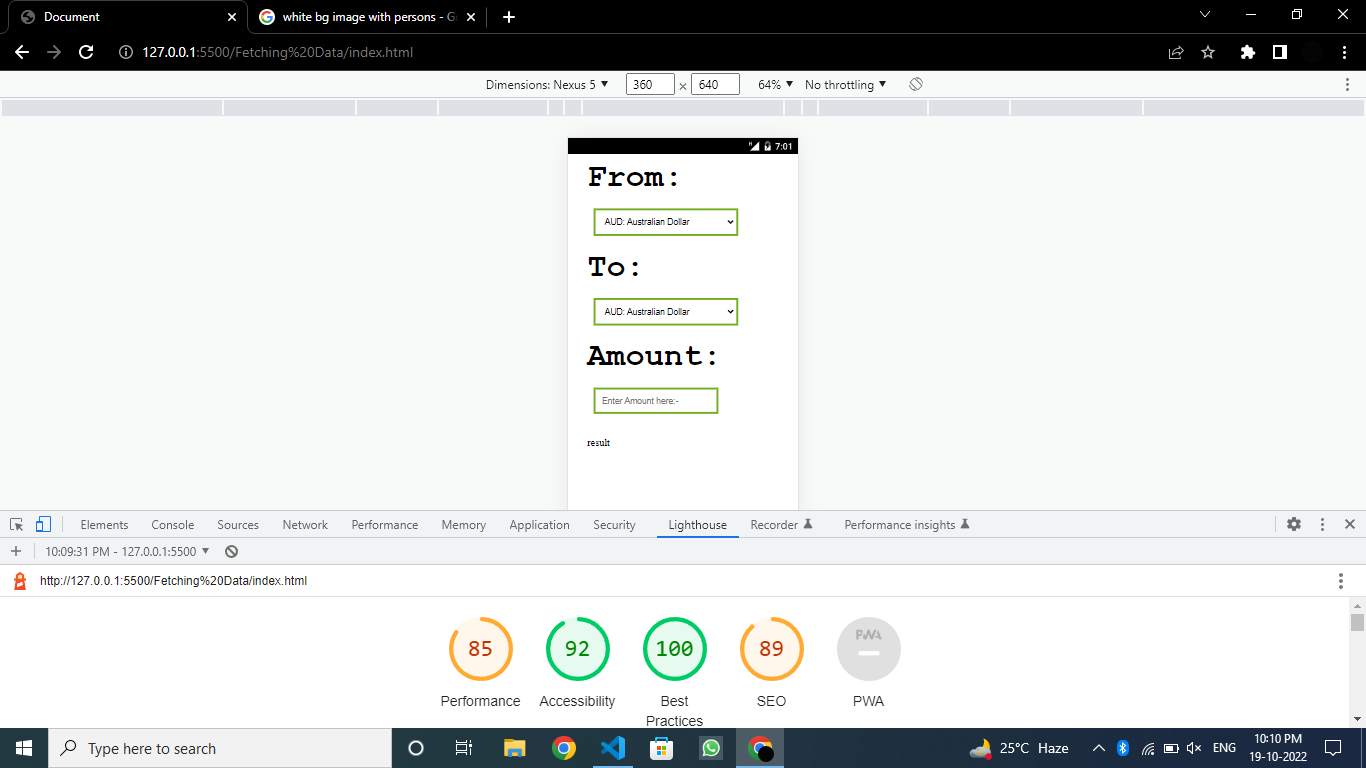 Document
white bg image with persons - G
127.0.0.1:5500/Fetching%20Data/index.html
Dimensions: Nexus 5 ▼ 360 × 640 64% ▼ No throttling ▼
7:01
From:
AUD: Australian Dollar
To:
AUD: Australian Dollar
Amount:
Enter Amount here:-
result
Elements Console Sources Network Performance Memory Application Security Lighthouse Recorder Performance insights
10:09:31 PM - 127.0.0.1:5500 ▼
http://127.0.0.1:5500/Fetching%20Data/index.html
85 92 100 89 PWA
Performance Accessibility Best Practices SEO PWA
Type here to search
25°C Haze ENG 10:10 PM
19-10-2022